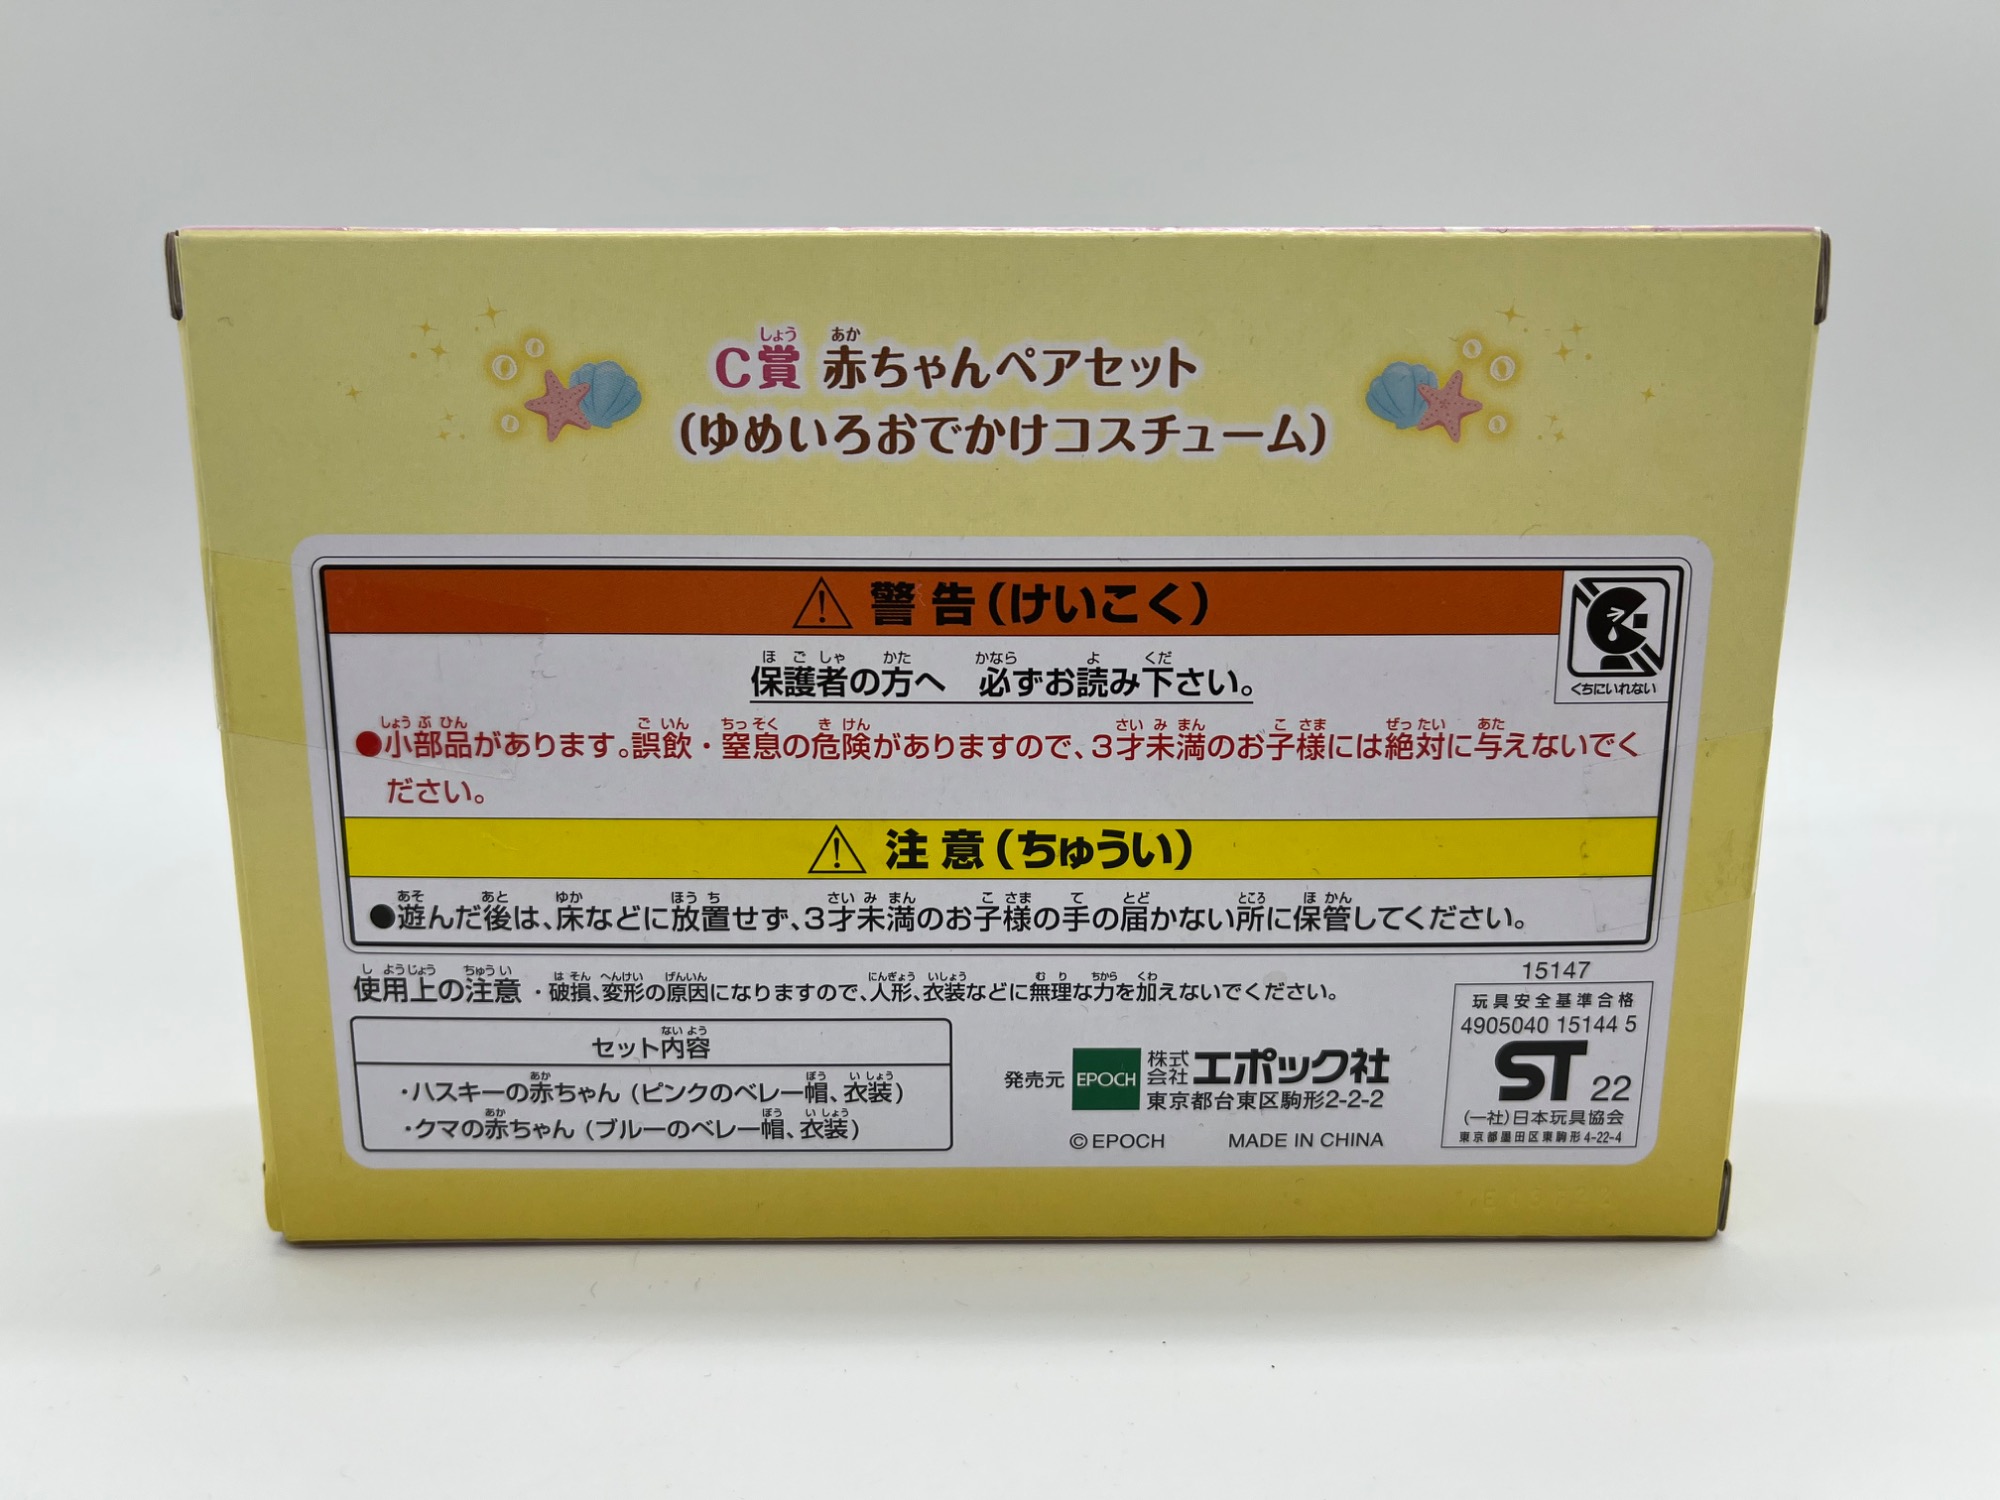 C賞 赤ちゃんペアセット
(ゆめいろおでかけコスチューム)
警告(けいこく)
くちにいれない
保護者の方へ 必ずお読み下さい。
●小部品があります。誤飲・窒息の危険がありますので、3才未満のお子様には絶対に与えないでく
ださい。
注意(ちゅうい)
●遊んだ後は、床などに放置せず、3才未満のお子様の手の届かない所に保管してください。
使用上の注意 ・破損、変形の原因になりますので、人形、衣装などに無理な力を加えないでください。
セット内容
・ハスキーの赤ちゃん (ピンクのベレー帽、衣装)
・クマの赤ちゃん (ブルーのベレー帽、衣装)
発売元 EPOCH 株式会社 エポック社
東京都台東区駒形2-2-2
©EPOCH MADE IN CHINA
15147
玩具安全基準合格
4905040 15144 5
ST 22
(一社)日本玩具協会
東京都墨田区東駒形4-22-4